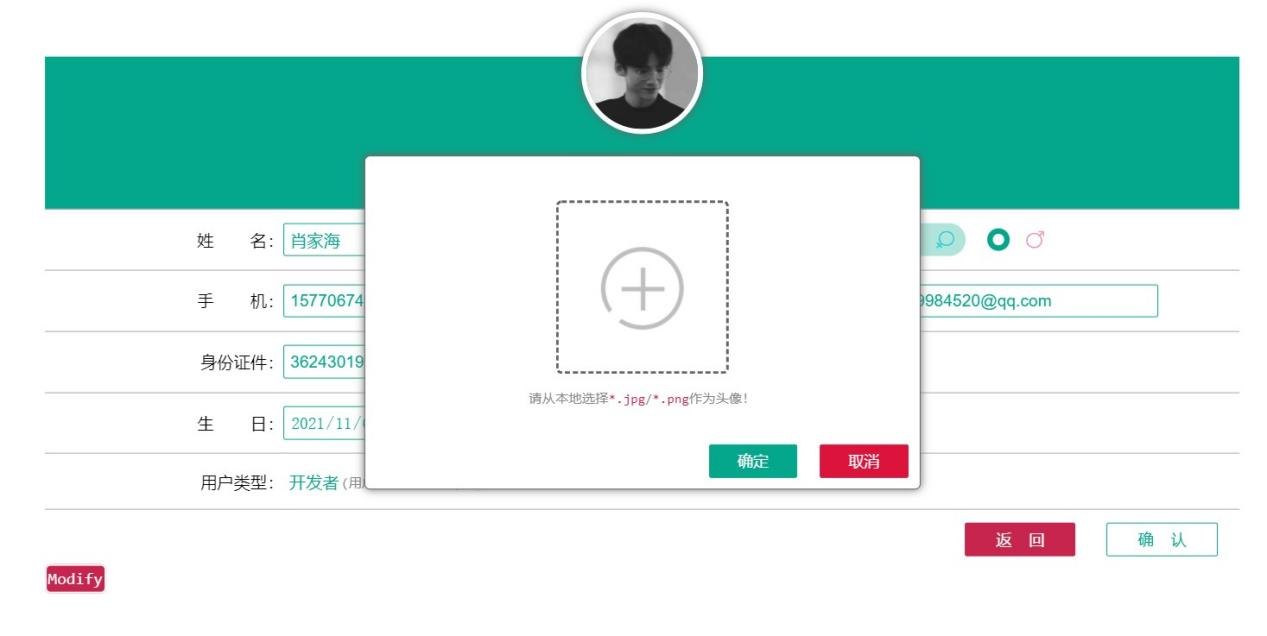 姓 名: 肖家海
手 机: 15770674
9984520@qq.com
身份证件: 36243019
生 日: 2021/11/
用户类型: 开发者(用
请从本地选择*.jpg/*.png作为头像!
确定 取消
返 回 确 认
Modify